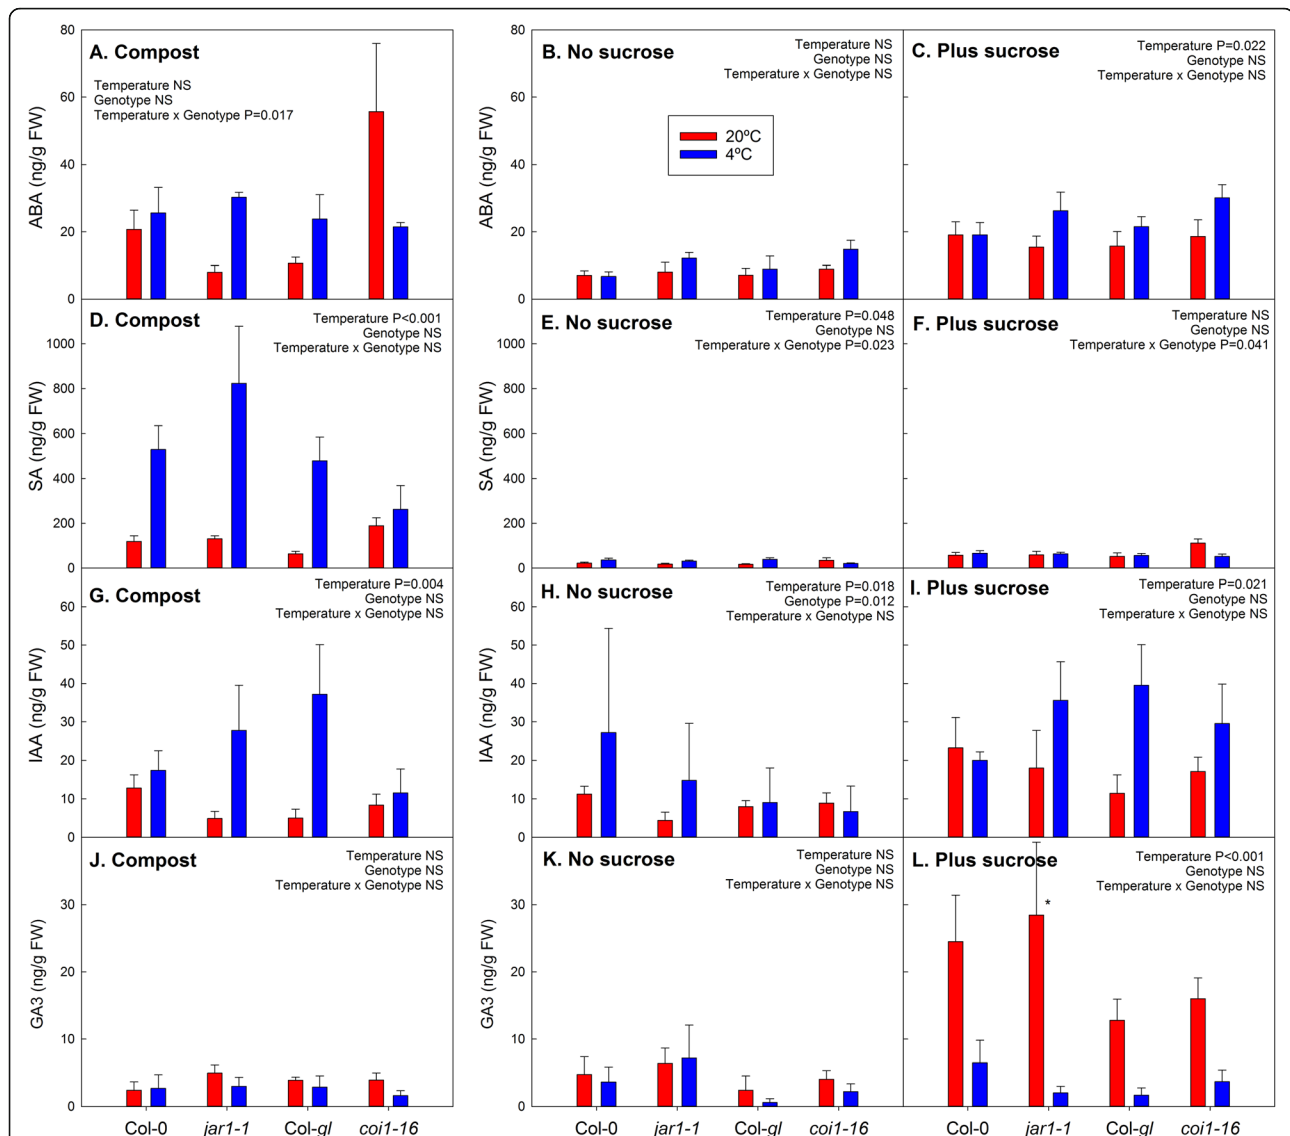 A. Compost
Temperature NS
Genotype NS
Temperature x Genotype P=0.017
ABA (ng/g FW)
80
60
40
20
0
B. No sucrose
Temperature NS
Genotype NS
Temperature x Genotype NS
20ºC
4ºC
ABA (ng/g FW)
80
60
40
20
0
C. Plus sucrose
Temperature P=0.022
Genotype NS
Temperature x Genotype NS
D. Compost
Temperature P<0.001
Genotype NS
Temperature x Genotype NS
SA (ng/g FW)
1000
800
600
400
200
0
E. No sucrose
Temperature P=0.048
Genotype NS
Temperature x Genotype P=0.023
SA (ng/g FW)
1000
800
600
400
200
0
F. Plus sucrose
Temperature NS
Genotype NS
Temperature x Genotype P=0.041
G. Compost
Temperature P=0.004
Genotype NS
Temperature x Genotype NS
IAA (ng/g FW)
60
50
40
30
20
10
0
H. No sucrose
Temperature P=0.018
Genotype P=0.012
Temperature x Genotype NS
IAA (ng/g FW)
60
50
40
30
20
10
0
I. Plus sucrose
Temperature P=0.021
Genotype NS
Temperature x Genotype NS
J. Compost
Temperature NS
Genotype NS
Temperature x Genotype NS
GA3 (ng/g FW)
30
20
10
0
Col-0 jar1-1 Col-gl coi1-16
K. No sucrose
Temperature NS
Genotype NS
Temperature x Genotype NS
GA3 (ng/g FW)
30
20
10
0
Col-0 jar1-1 Col-gl coi1-16
L. Plus sucrose
Temperature P<0.001
Genotype NS
Temperature x Genotype NS
*
Col-0 jar1-1 Col-gl coi1-16